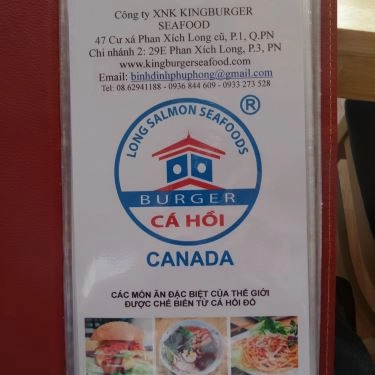 Công ty XNK KINGBURGER
SEAFOOD
47 Cư xá Phan Xích Long cũ, P.1, Q.PN
Chi nhánh 2: 29E Phan Xích Long, P.3, PN
www.kingburgerseafood.com
Email: binhdinhphuphong@gmail.com
Tel: 08.62941188 - 0936 844 609 - 0933 273 528
LONG SALMON SEAFOODS
®
BURGER
CÁ HỒI
CANADA
CÁC MÓN ĂN ĐẶC BIỆT CỦA THẾ GIỚI
ĐƯỢC CHẾ BIẾN TỪ CÁ HỒI ĐỎ